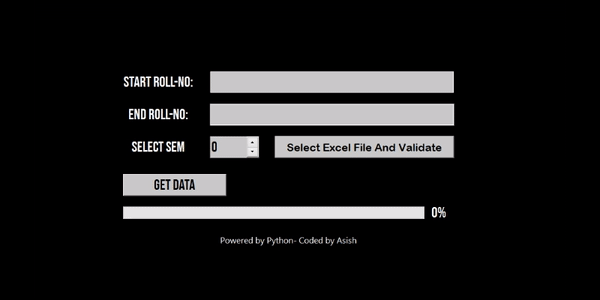 START ROLL-NO:
END ROLL-NO:
SELECT SEM 0 Select Excel File And Validate
GET DATA
0%
Powered by Python- Coded by Asish